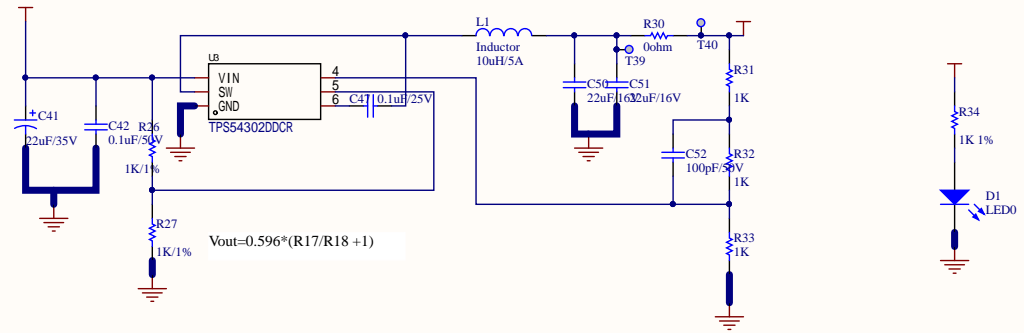 L1
Inductor
10uH/5A
R30
0ohm
T40
T39
U3
VIN
SW
GND
4
5
6
TPS54302DDCR
C47
0.1uF/25V
C50
22uF/16V
C51
22uF/16V
R31
1K
C41
22uF/35V
C42
0.1uF/50V
R26
1K/1%
C52
100pF/50V
R32
1K
R34
1K 1%
D1
LED0
R27
1K/1%
Vout=0.596*(R17/R18 +1)
R33
1K